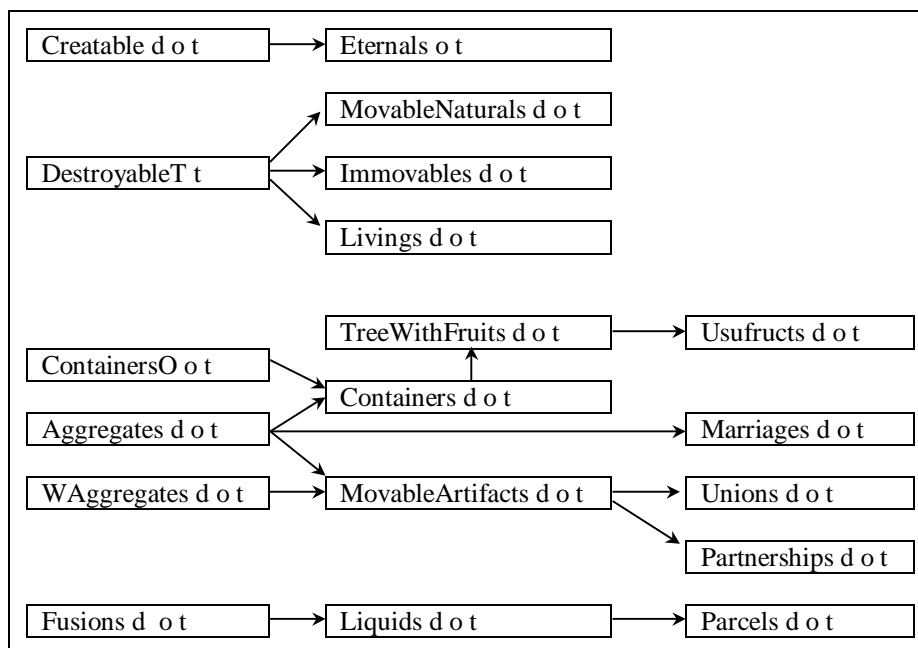 Creatable d o t
Eternals o t
MovableNaturals d o t
DestroyableT t
Immovables d o t
Livings d o t
TreeWithFruits d o t
Usufructs d o t
ContainersO o t
Containers d o t
Aggregates d o t
Marriages d o t
WAggregates d o t
MovableArtifacts d o t
Unions d o t
Partnerships d o t
Fusions d o t
Liquids d o t
Parcels d o t